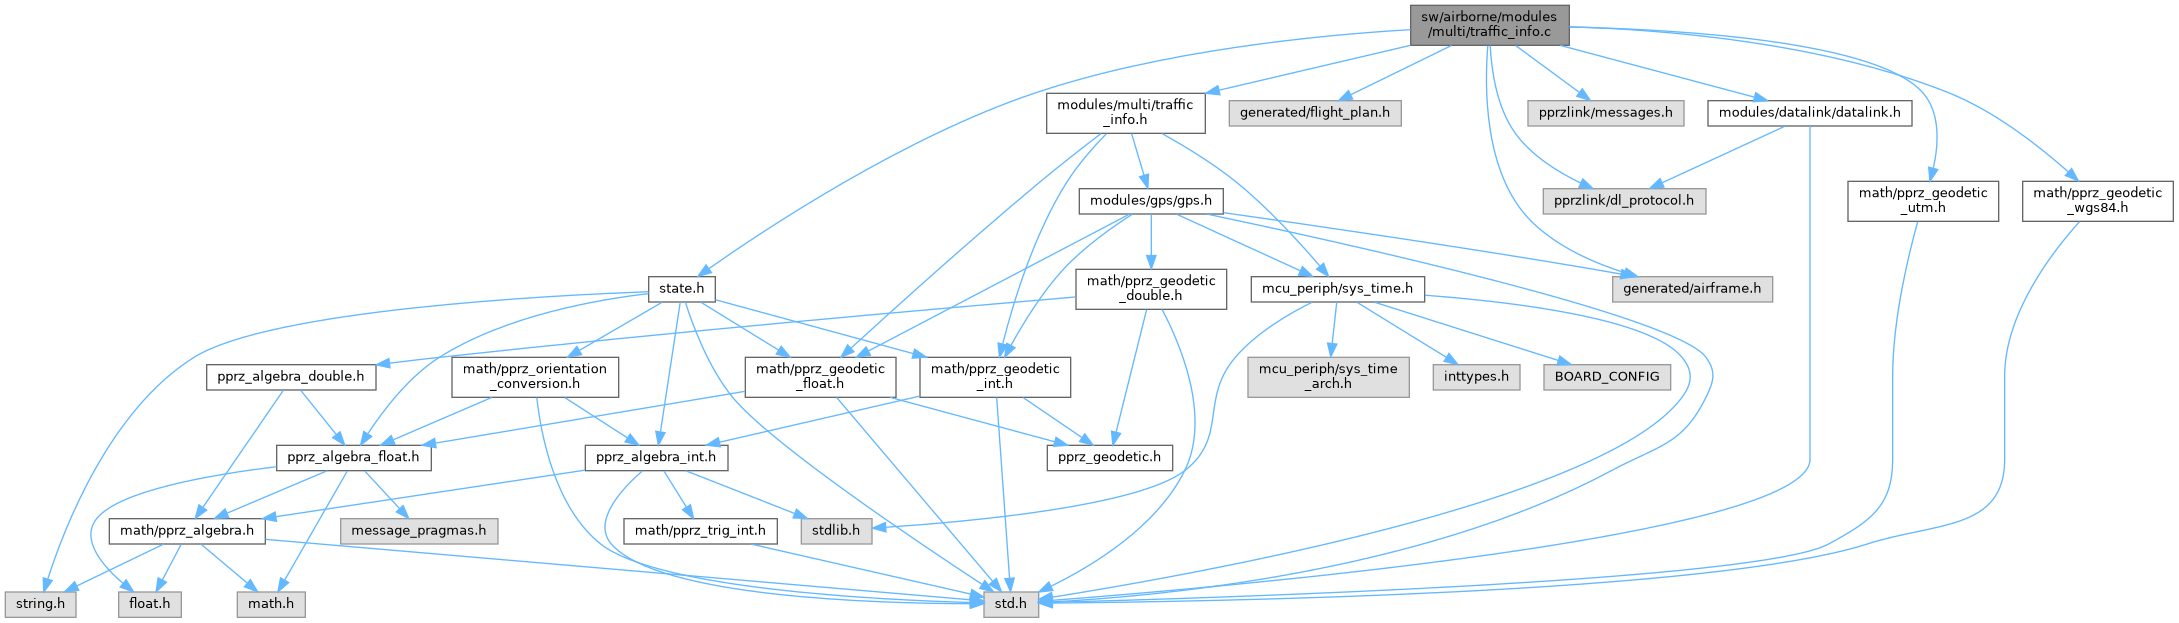 sw/airborne/modules
/multi/traffic_info.c
modules/multi/traffic
_info.h
generated/flight_plan.h
pprzlink/messages.h
modules/datalink/datalink.h
modules/gps/gps.h
pprzlink/dl_protocol.h
math/pprz_geodetic
_utm.h
math/pprz_geodetic
_wgs84.h
state.h
math/pprz_geodetic
_double.h
mcu_periph/sys_time.h
generated/airframe.h
pprz_algebra_double.h
math/pprz_orientation
_conversion.h
math/pprz_geodetic
_float.h
math/pprz_geodetic
_int.h
mcu_periph/sys_time
_arch.h
inttypes.h
BOARD_CONFIG
pprz_algebra_float.h
pprz_algebra_int.h
pprz_geodetic.h
math/pprz_algebra.h
message_pragmas.h
math/pprz_trig_int.h
stdlib.h
string.h
float.h
math.h
std.h